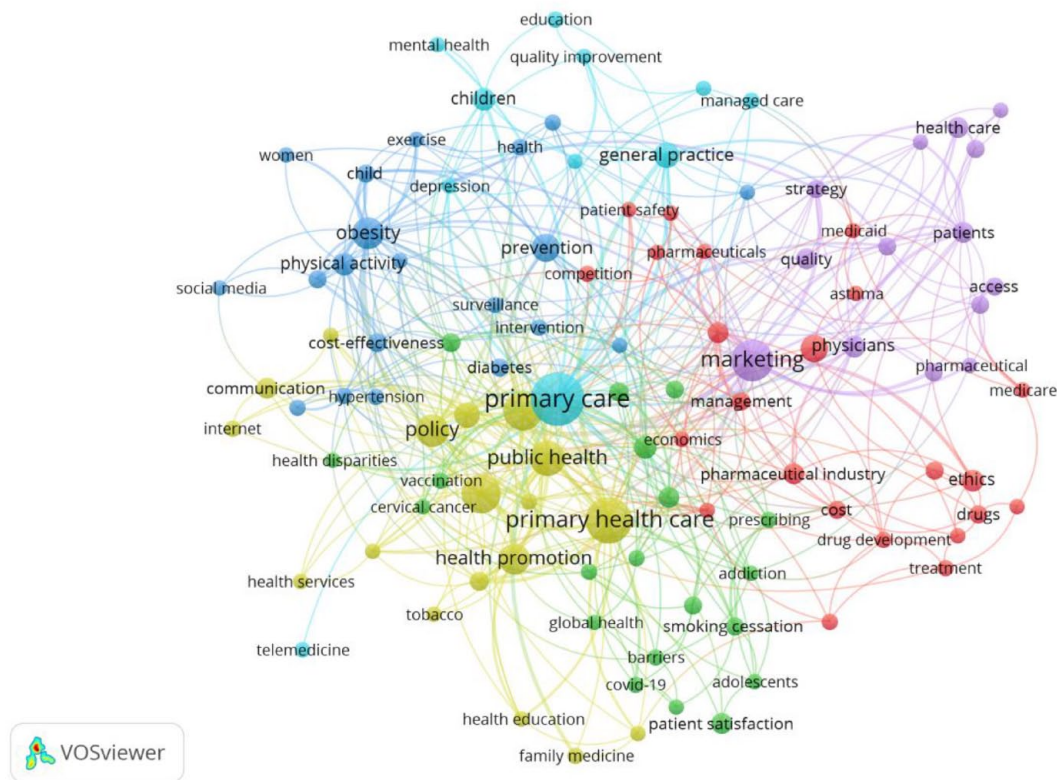 education
mental health
quality improvement
children
managed care
health care
exercise
women
health
general practice
child
depression
strategy
patient safety
medicaid
obesity
patients
prevention
pharmaceuticals
physical activity
quality
competition
social media
access
asthma
surveillance
intervention
cost-effectiveness
physicians
marketing
diabetes
pharmaceutical
communication
medicare
hypertension
primary care
management
internet
policy
economics
health disparities
public health
vaccination
pharmaceutical industry
ethics
cervical cancer
primary health care
prescribing
cost
drugs
drug development
health promotion
treatment
addiction
health services
tobacco
global health
smoking cessation
telemedicine
barriers
covid-19
adolescents
health education
patient satisfaction
family medicine
VOSviewer